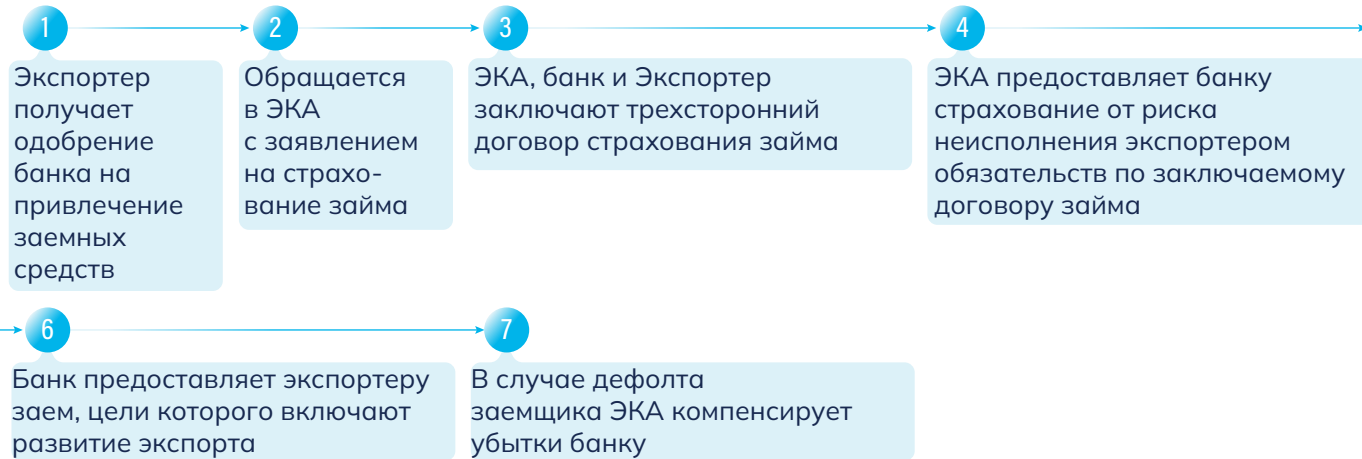 1
Экспортер
получает
одобрение
банка на
привлечение
заемных
средств
2
Обращается
в ЭКА
с заявлением
на страхо-
вание займа
3
ЭКА, банк и Экспортер
заключают трехсторонний
договор страхования займа
4
ЭКА предоставляет банку
страхование от риска
неисполнения экспортером
обязательств по заключаемому
договору займа
6
Банк предоставляет экспортеру
заем, цели которого включают
развитие экспорта
7
В случае дефолта
заемщика ЭКА компенсирует
убытки банку